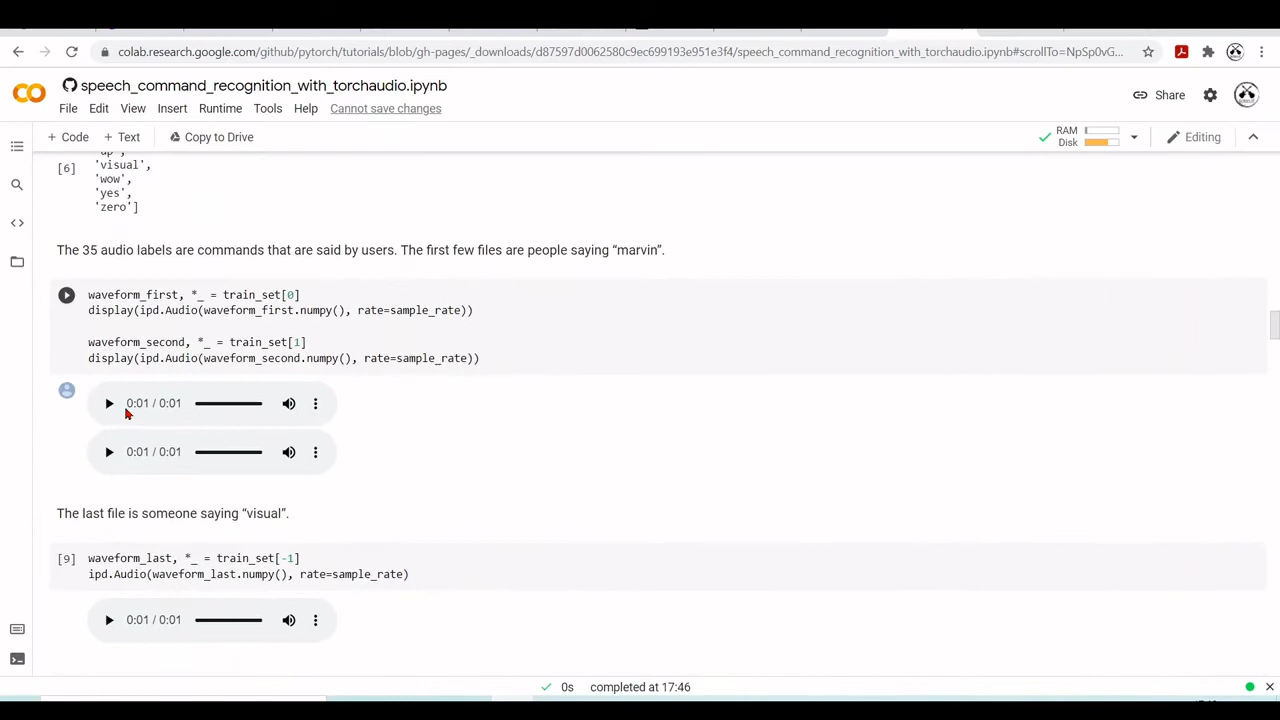 colab.research.google.com/github/pytorch/tutorials/blob/gh-pages/_downloads/d87597d0062580c9ec699193e951e3f4/speech_command_recognition_with_torchaudio.ipynb#scrollTo=NpSp0vG...
speech_command_recognition_with_torchaudio.ipynb
Share
File Edit View Insert Runtime Tools Help Cannot save changes
+ Code + Text Copy to Drive
RAM
Disk
Editing
'up',
[6] 'visual',
'wow',
'yes',
'zero']
The 35 audio labels are commands that are said by users. The first few files are people saying “marvin”.
waveform_first, *_ = train_set[0]
display(ipd.Audio(waveform_first.numpy(), rate=sample_rate))
waveform_second, *_ = train_set[1]
display(ipd.Audio(waveform_second.numpy(), rate=sample_rate))
0:01 / 0:01
0:01 / 0:01
The last file is someone saying “visual”.
[9] waveform_last, *_ = train_set[-1]
ipd.Audio(waveform_last.numpy(), rate=sample_rate)
0:01 / 0:01
0s completed at 17:46